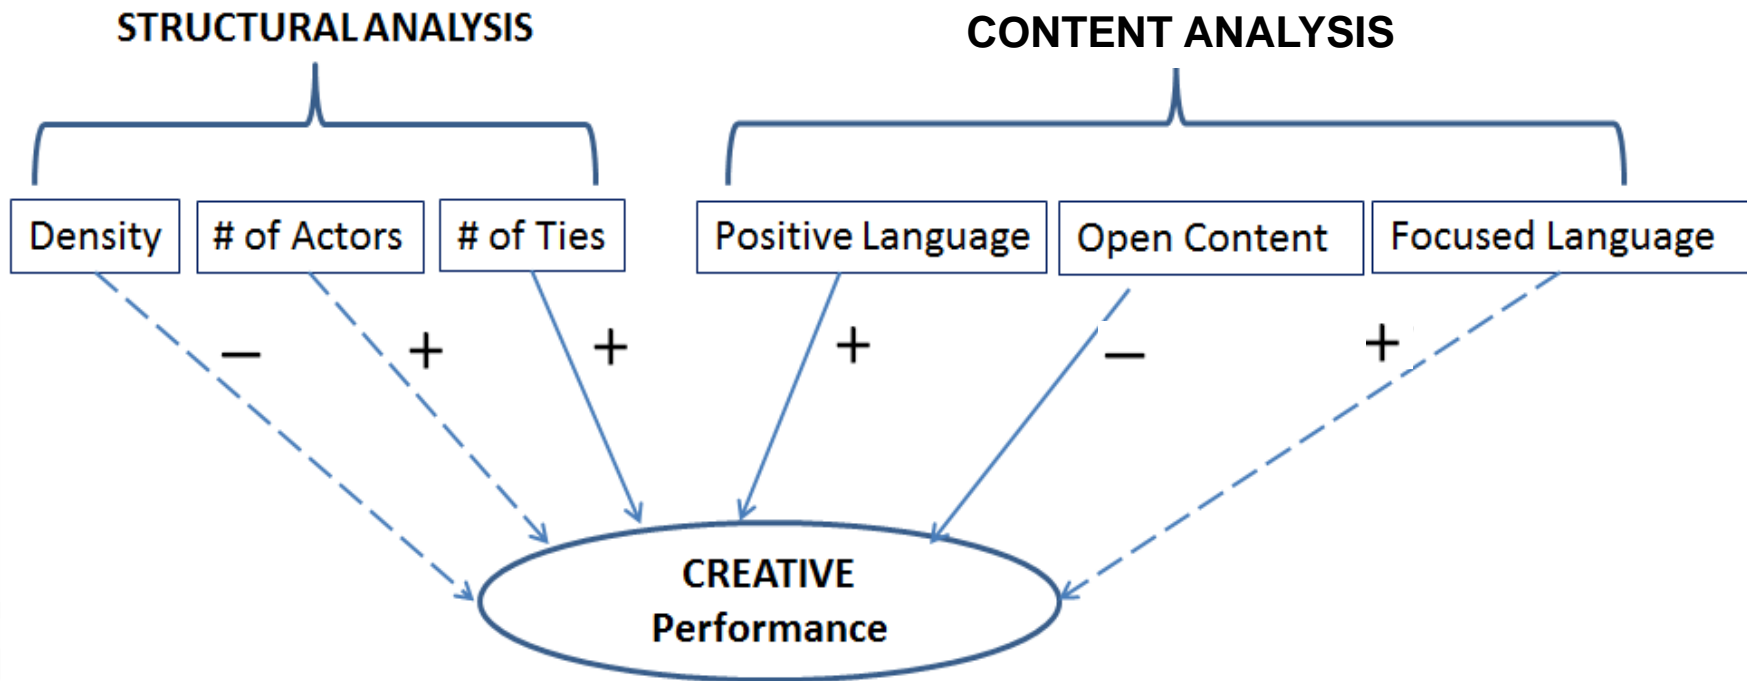 STRUCTURAL ANALYSIS
CONTENT ANALYSIS
Density
# of Actors
# of Ties
Positive Language
Open Content
Focused Language
–
+
+
+
–
+
CREATIVE
Performance